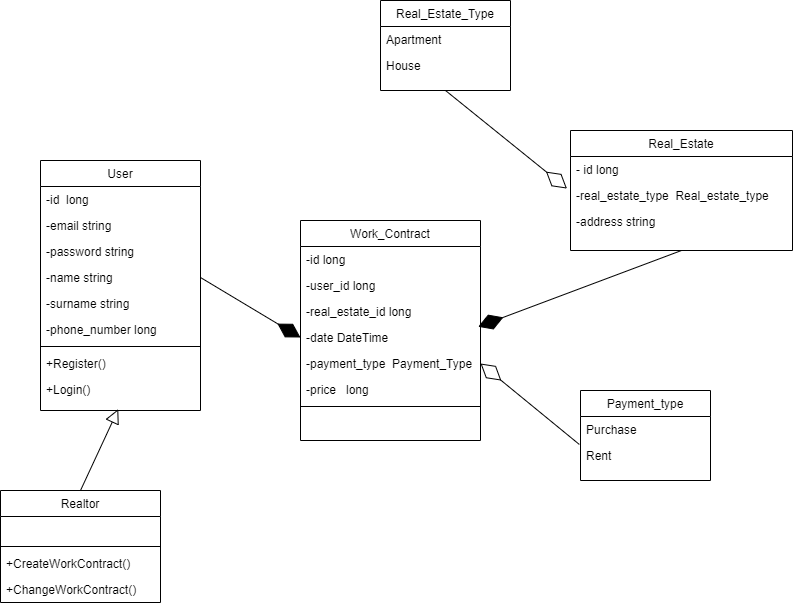 Real_Estate_Type
Apartment
House
Real_Estate
- id long
-real_estate_type  Real_estate_type
-address string
User
-id  long
-email string
-password string
-name string
-surname string
-phone_number long
+Register()
+Login()
Work_Contract
-id long
-user_id long
-real_estate_id long
-date DateTime
-payment_type  Payment_Type
-price   long
Payment_type
Purchase
Rent
Realtor
+CreateWorkContract()
+ChangeWorkContract()